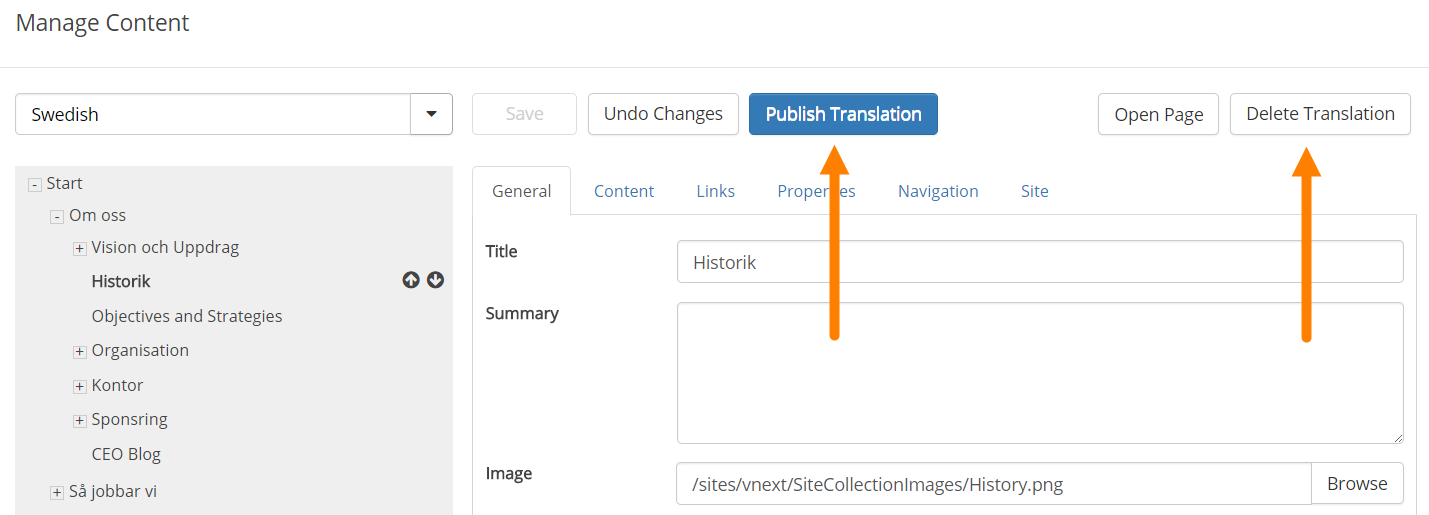 Manage Content
Swedish
Save
Undo Changes
Publish Translation
Open Page
Delete Translation
Start
Om oss
Vision och Uppdrag
Historik
Objectives and Strategies
Organisation
Kontor
Sponsring
CEO Blog
Så jobbar vi
General
Content
Links
Properties
Navigation
Site
Title
Historik
Summary
Image
/sites/vnext/SiteCollectionImages/History.png
Browse